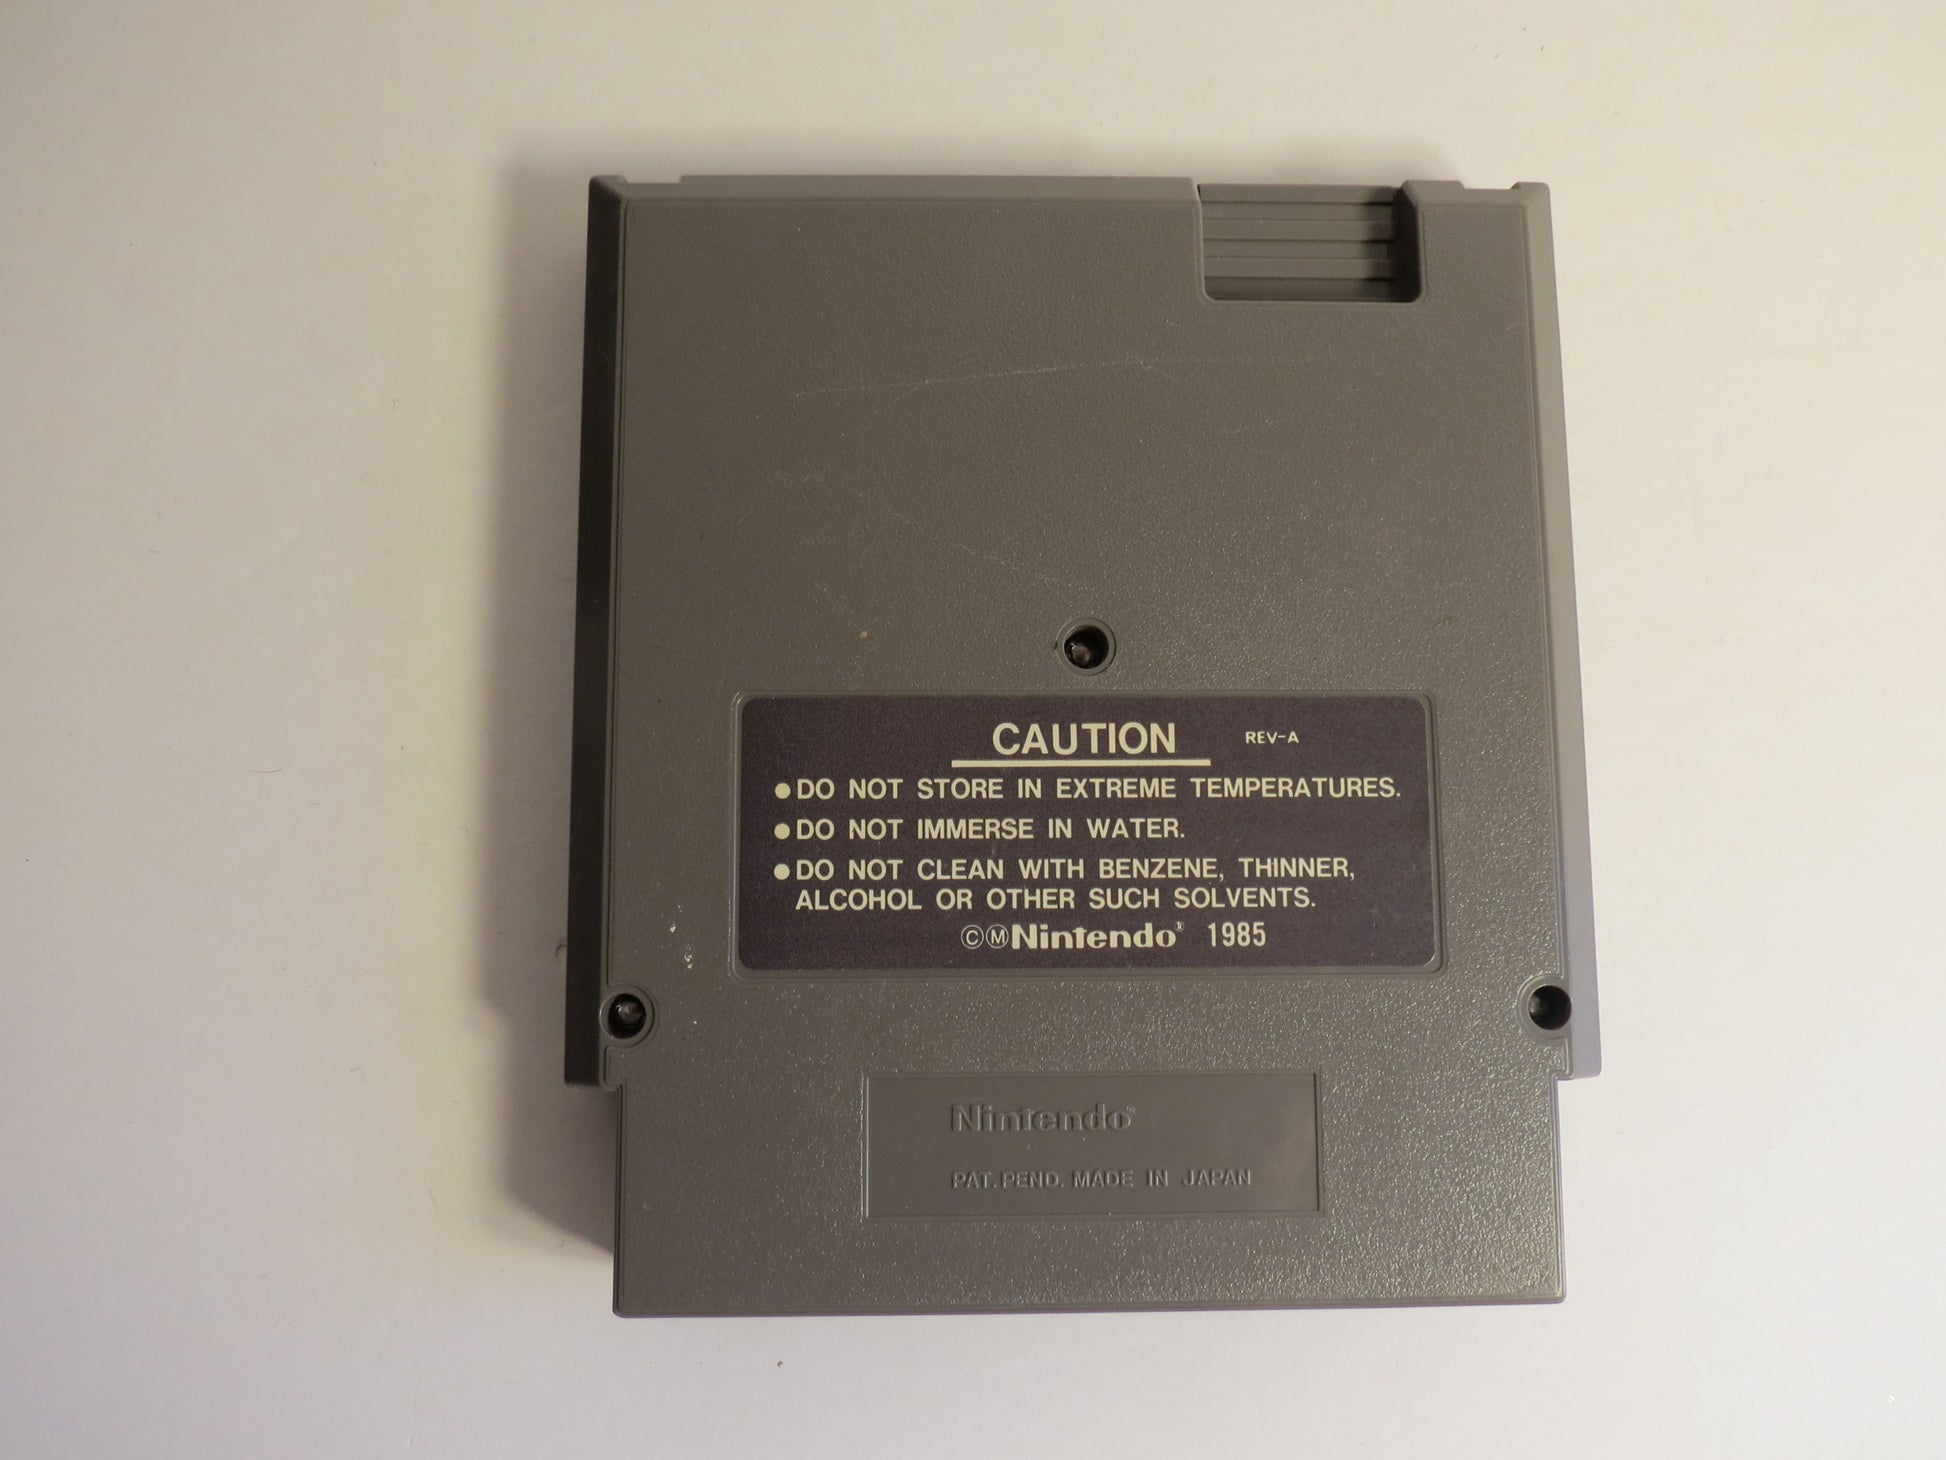 CAUTION REV-A
●DO NOT STORE IN EXTREME TEMPERATURES.
●DO NOT IMMERSE IN WATER.
●DO NOT CLEAN WITH BENZENE, THINNER,
ALCOHOL OR OTHER SUCH SOLVENTS.
ⒸⓂNintendo® 1985
Nintendo®
PAT. PEND. MADE IN JAPAN